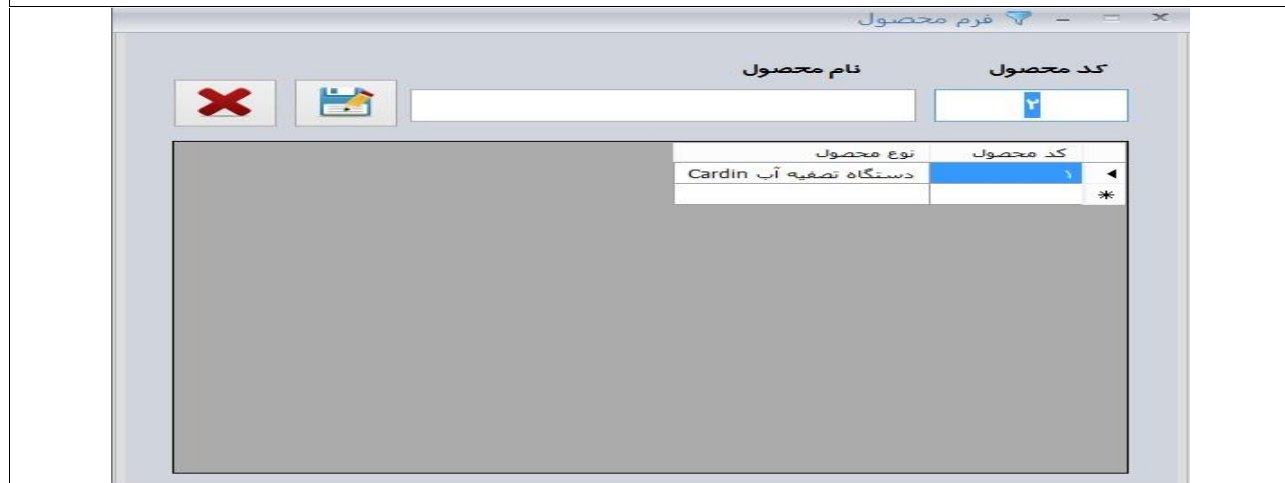 فرم محصول
کد محصول نام محصول
۲
کد محصول نوع محصول
۱ دستگاه تصفیه آب Cardin